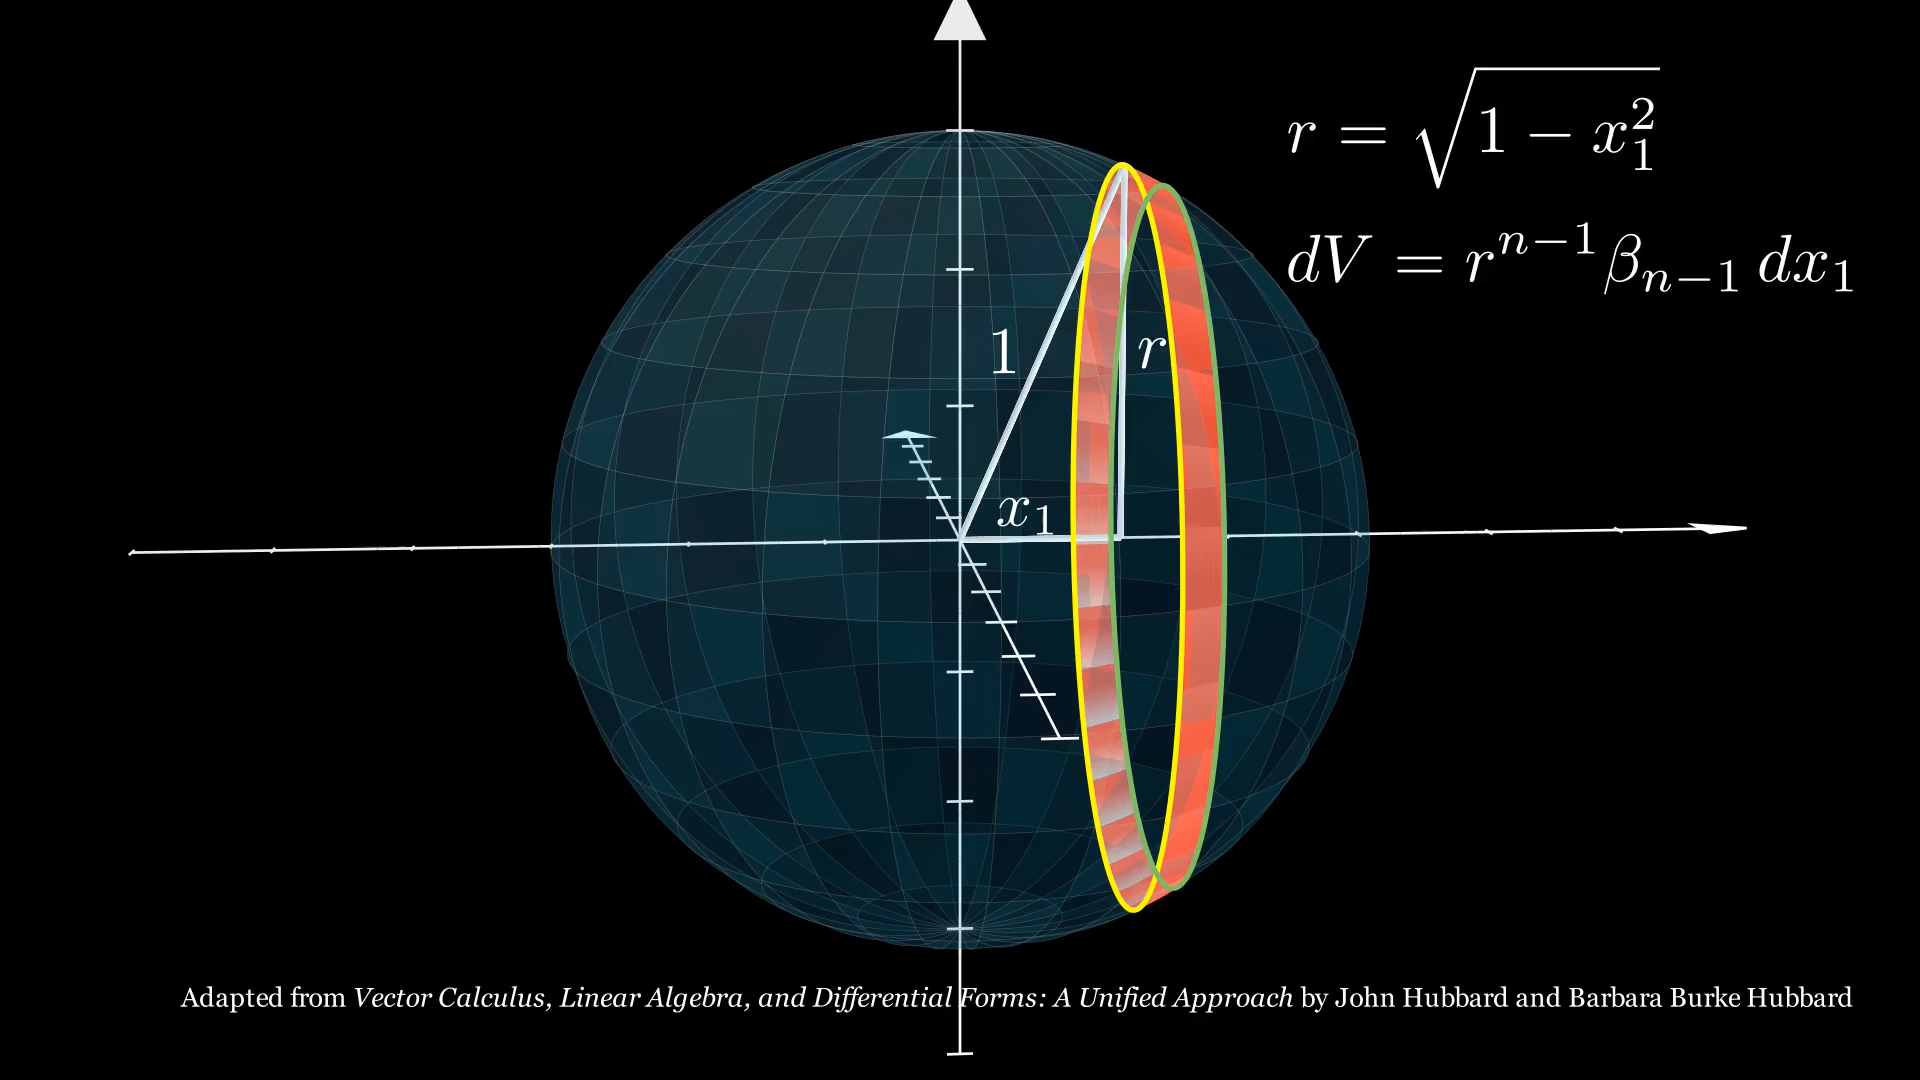 r = √(1 − x₁²)
dV = rⁿ⁻¹βₙ₋₁ dx₁
1
r
x₁
Adapted from Vector Calculus, Linear Algebra, and Differential Forms: A Unified Approach by John Hubbard and Barbara Burke Hubbard